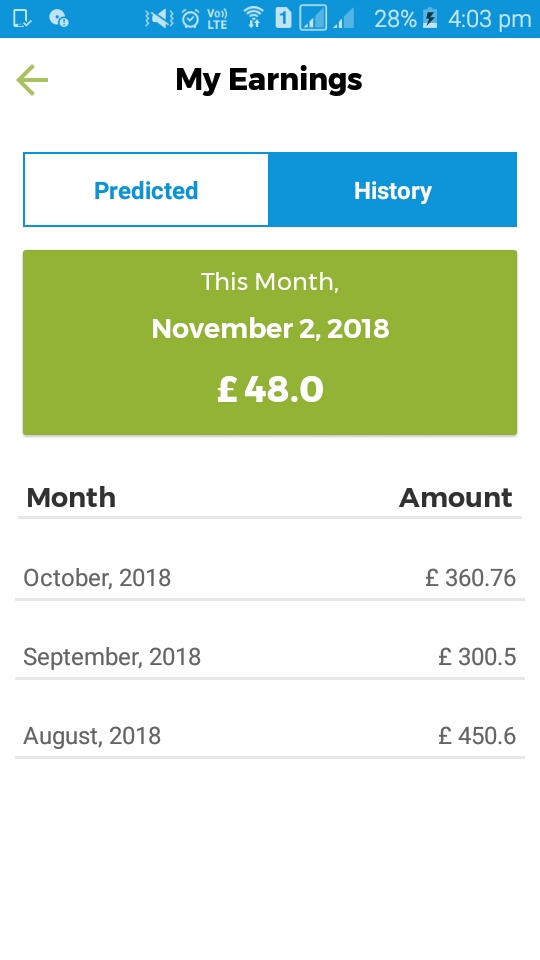 Vo)) LTE 1 28% 4:03 pm
My Earnings
Predicted History
This Month,
November 2, 2018
£ 48.0
Month Amount
October, 2018 £ 360.76
September, 2018 £ 300.5
August, 2018 £ 450.6